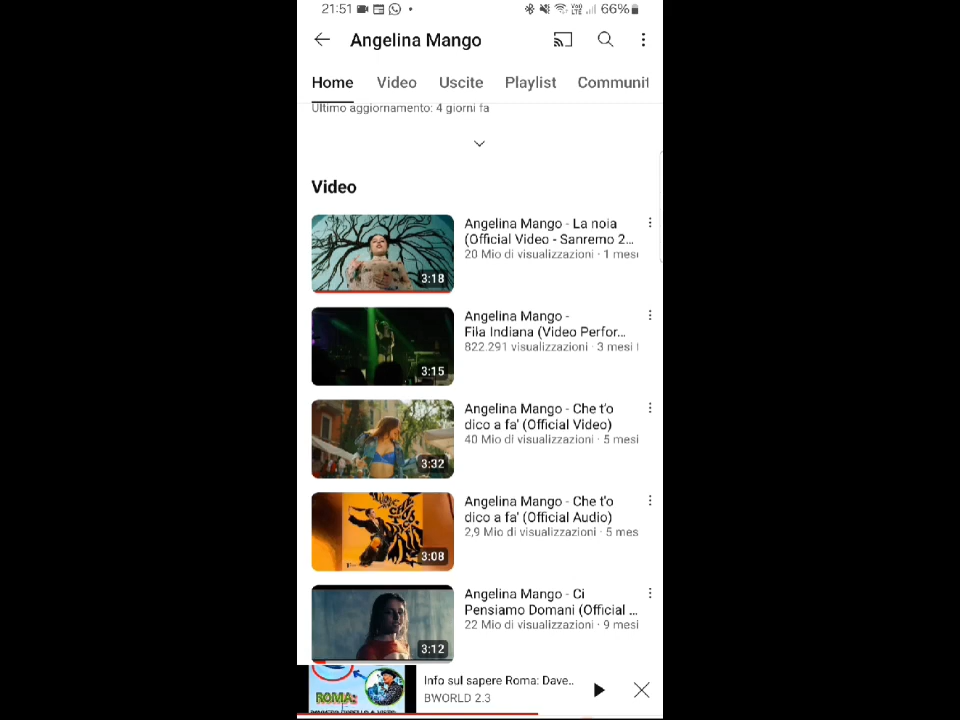 21:51
66%
Angelina Mango
Home Video Uscite Playlist Communit
Ultimo aggiornamento: 4 giorni fa
Video
Angelina Mango - La noia
(Official Video - Sanremo 2...
20 Mio di visualizzazioni · 1 mese
3:18
Angelina Mango -
Fila Indiana (Video Perfor...
822.291 visualizzazioni · 3 mesi f
3:15
Angelina Mango - Che t'o
dico a fa' (Official Video)
40 Mio di visualizzazioni · 5 mesi
3:32
Angelina Mango - Che t'o
dico a fa' (Official Audio)
2,9 Mio di visualizzazioni · 5 mes
3:08
Angelina Mango - Ci
Pensiamo Domani (Official ...
22 Mio di visualizzazioni · 9 mesi
3:12
Info sul sapere Roma: Dave..
BWORLD 2.3
ROMA: